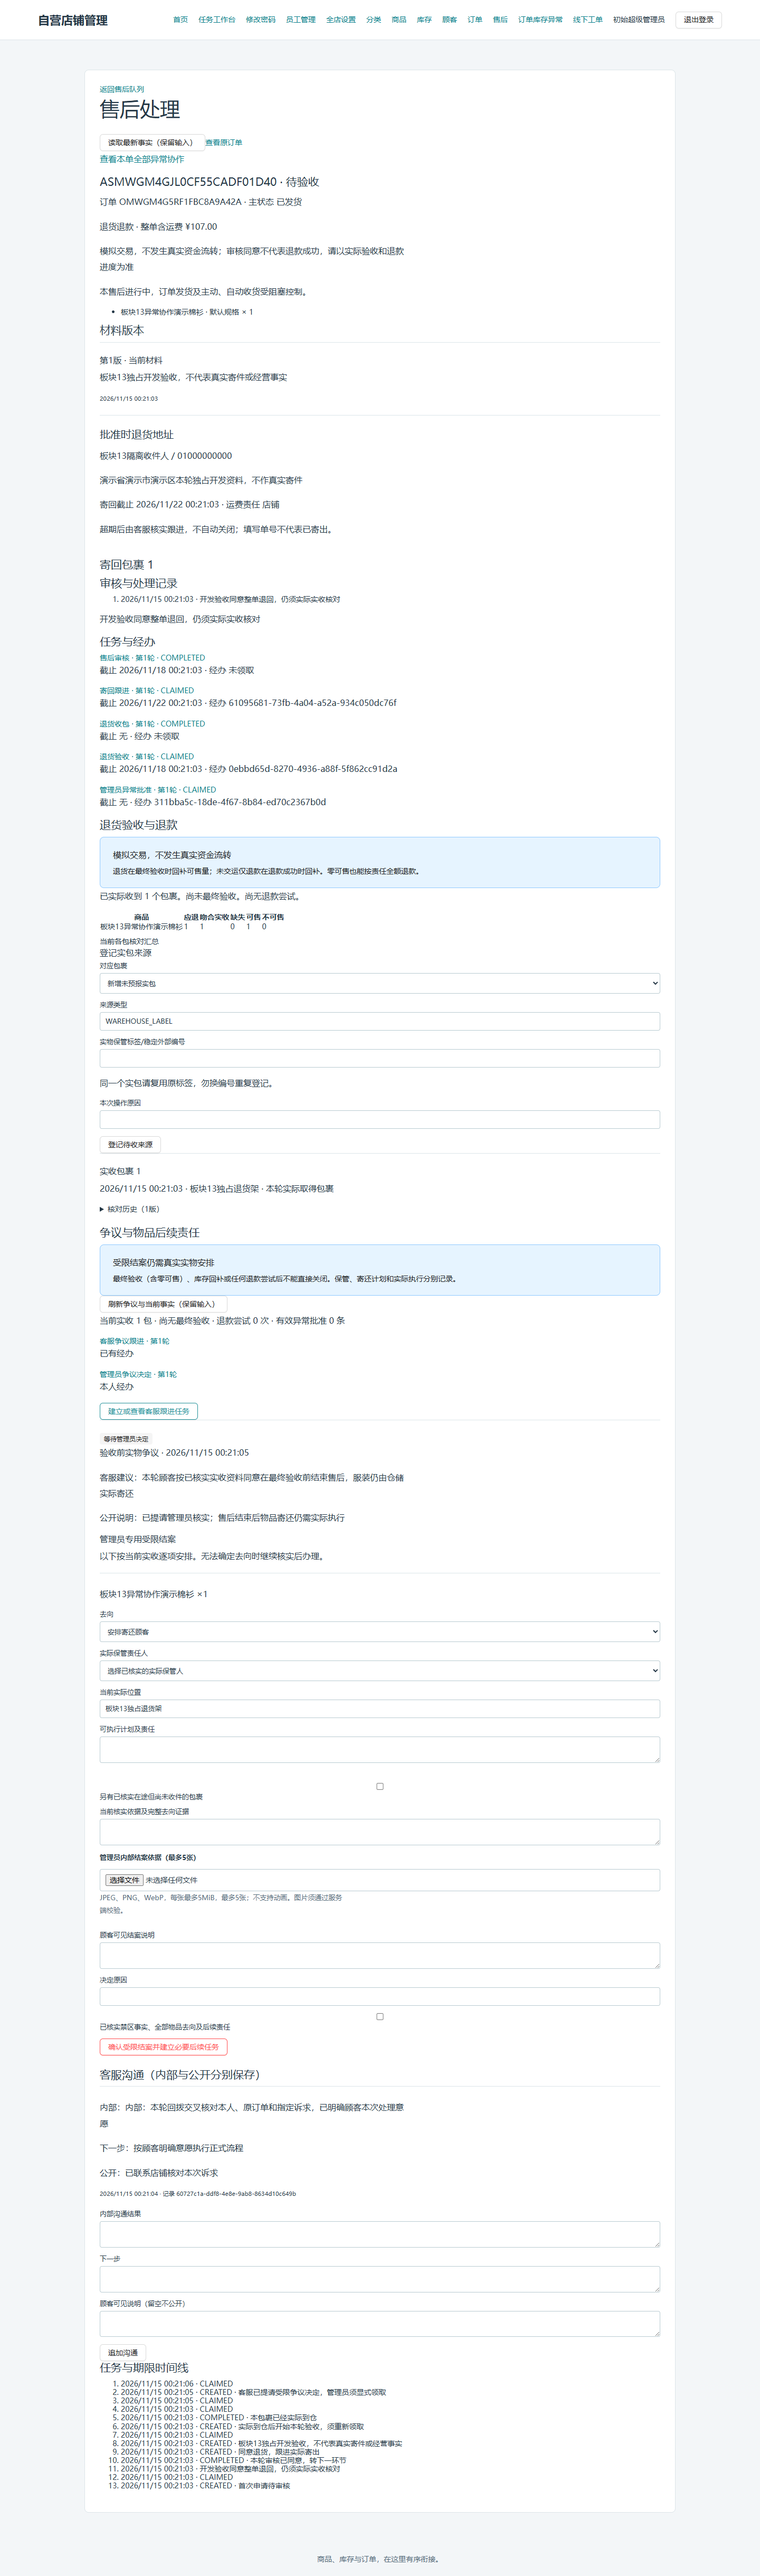 自营店铺管理
首页 任务工作台 修改密码 员工管理 全店设置 分类 商品 库存 顾客 订单 售后 订单库存异常 线下工单 初始超级管理员 退出登录
返回售后队列
售后处理
读取最新事实（保留输入） 查看原订单
查看本单全部异常协作
ASMWGM4GJL0CF55CADF01D40 · 待验收
订单 OMWGM4G5RF1FBC8A9A42A · 主状态 已发货
退货退款 · 整单含运费 ¥107.00
模拟交易，不发生真实资金流转；审核同意不代表退款成功，请以实际验收和退款
进度为准
本售后进行中，订单发货及主动、自动收货受阻塞控制。
• 板块13异常协作演示棉衫 · 默认规格 × 1
材料版本
第1版 · 当前材料
板块13独占开发验收，不代表真实寄件或经营事实
2026/11/15 00:21:03
批准时退货地址
板块13隔离收件人 / 01000000000
演示省演示市演示区本轮独占开发资料，不作真实寄件
寄回截止 2026/11/22 00:21:03 · 运费责任 店铺
超期后由客服核实跟进，不自动关闭；填写单号不代表已寄出。
寄回包裹 1
审核与处理记录
1. 2026/11/15 00:21:03 · 开发验收同意整单退回，仍须实际实收核对
开发验收同意整单退回，仍须实际实收核对
任务与经办
售后审核 · 第1轮 · COMPLETED
截止 2026/11/18 00:21:03 · 经办 未领取
寄回跟进 · 第1轮 · CLAIMED
截止 2026/11/22 00:21:03 · 经办 61095681-73fb-4a04-a52a-934c050dc76f
退货收包 · 第1轮 · COMPLETED
截止 无 · 经办 未领取
退货验收 · 第1轮 · CLAIMED
截止 2026/11/18 00:21:03 · 经办 0ebbd65d-8270-4936-a88f-5f862cc91d2a
管理员异常批准 · 第1轮 · CLAIMED
截止 无 · 经办 311bba5c-18de-4f67-8b84-ed70c2367b0d
退货验收与退款
模拟交易，不发生真实资金流转
退货在最终验收时回补可售量；未交运仅退款在退款成功时回补。零可售也能按责任全额退款。
已实际收到 1 个包裹。尚未最终验收。尚无退款尝试。
商品 应退 吻合实收 缺失 可售 不可售
板块13异常协作演示棉衫 1 1 0 1 0
当前各包核对汇总
登记实包来源
对应包裹
新增未预报实包
来源类型
WAREHOUSE_LABEL
实物保管标签/稳定外部编号
同一个实包请复用原标签，勿换编号重复登记。
本次操作原因
登记待收来源
实收包裹 1
2026/11/15 00:21:03 · 板块13独占退货架 · 本轮实际取得包裹
▶ 核对历史（1版）
争议与物品后续责任
受限结案仍需真实实物安排
最终验收（含零可售）、库存回补或任何退款尝试后不能直接关闭。保管、寄还计划和实际执行分别记录。
刷新争议与当前事实（保留输入）
当前实收 1 包 · 尚无最终验收 · 退款尝试 0 次 · 有效异常批准 0 条
客服争议跟进 · 第1轮
已有经办
管理员争议决定 · 第1轮
本人经办
建立或查看客服跟进任务
等待管理员决定
验收前实物争议 · 2026/11/15 00:21:05
客服建议：本轮顾客按已核实实收资料同意在最终验收前结束售后，服装仍由仓储
实际寄还
公开说明：已提请管理员核实；售后结束后物品寄还仍需实际执行
管理员专用受限结案
以下按当前实收逐项安排。无法确定去向时继续核实后办理。
板块13异常协作演示棉衫 ×1
去向
安排寄还顾客
实际保管责任人
选择已核实的实际保管人
当前实际位置
板块13独占退货架
可执行计划及责任
另有已核实在途但尚未收件的包裹
当前核实依据及完整去向证据
管理员内部结案依据（最多5张）
选择文件 未选择任何文件
JPEG、PNG、WebP，每张最多5MiB，最多5张；不支持动画。图片须通过服务
端校验。
顾客可见结案说明
决定原因
已核实禁区事实、全部物品去向及后续责任
确认受限结案并建立必要后续任务
客服沟通（内部与公开分别保存）
内部：内部：本轮回拨交叉核对本人、原订单和指定诉求，已明确顾客本次处理意
愿
下一步：按顾客明确意愿执行正式流程
公开：已联系店铺核对本次诉求
2026/11/15 00:21:04 · 记录 60727c1a-ddf8-4e8e-9ab8-8634d10c649b
内部沟通结果
下一步
顾客可见说明（留空不公开）
追加沟通
任务与期限时间线
1. 2026/11/15 00:21:06 · CLAIMED
2. 2026/11/15 00:21:05 · CREATED · 客服已提请受限争议决定，管理员须显式领取
3. 2026/11/15 00:21:05 · CLAIMED
4. 2026/11/15 00:21:03 · CLAIMED
5. 2026/11/15 00:21:03 · COMPLETED · 本包裹已经实际到仓
6. 2026/11/15 00:21:03 · CREATED · 实际到仓后开始本轮验收，须重新领取
7. 2026/11/15 00:21:03 · CLAIMED
8. 2026/11/15 00:21:03 · CREATED · 板块13独占开发验收，不代表真实寄件或经营事实
9. 2026/11/15 00:21:03 · CREATED · 同意退货，跟进实际寄出
10. 2026/11/15 00:21:03 · COMPLETED · 本轮审核已同意，转下一环节
11. 2026/11/15 00:21:03 · 开发验收同意整单退回，仍须实际实收核对
12. 2026/11/15 00:21:03 · CLAIMED
13. 2026/11/15 00:21:03 · CREATED · 首次申请待审核
商品、库存与订单，在这里有序衔接。